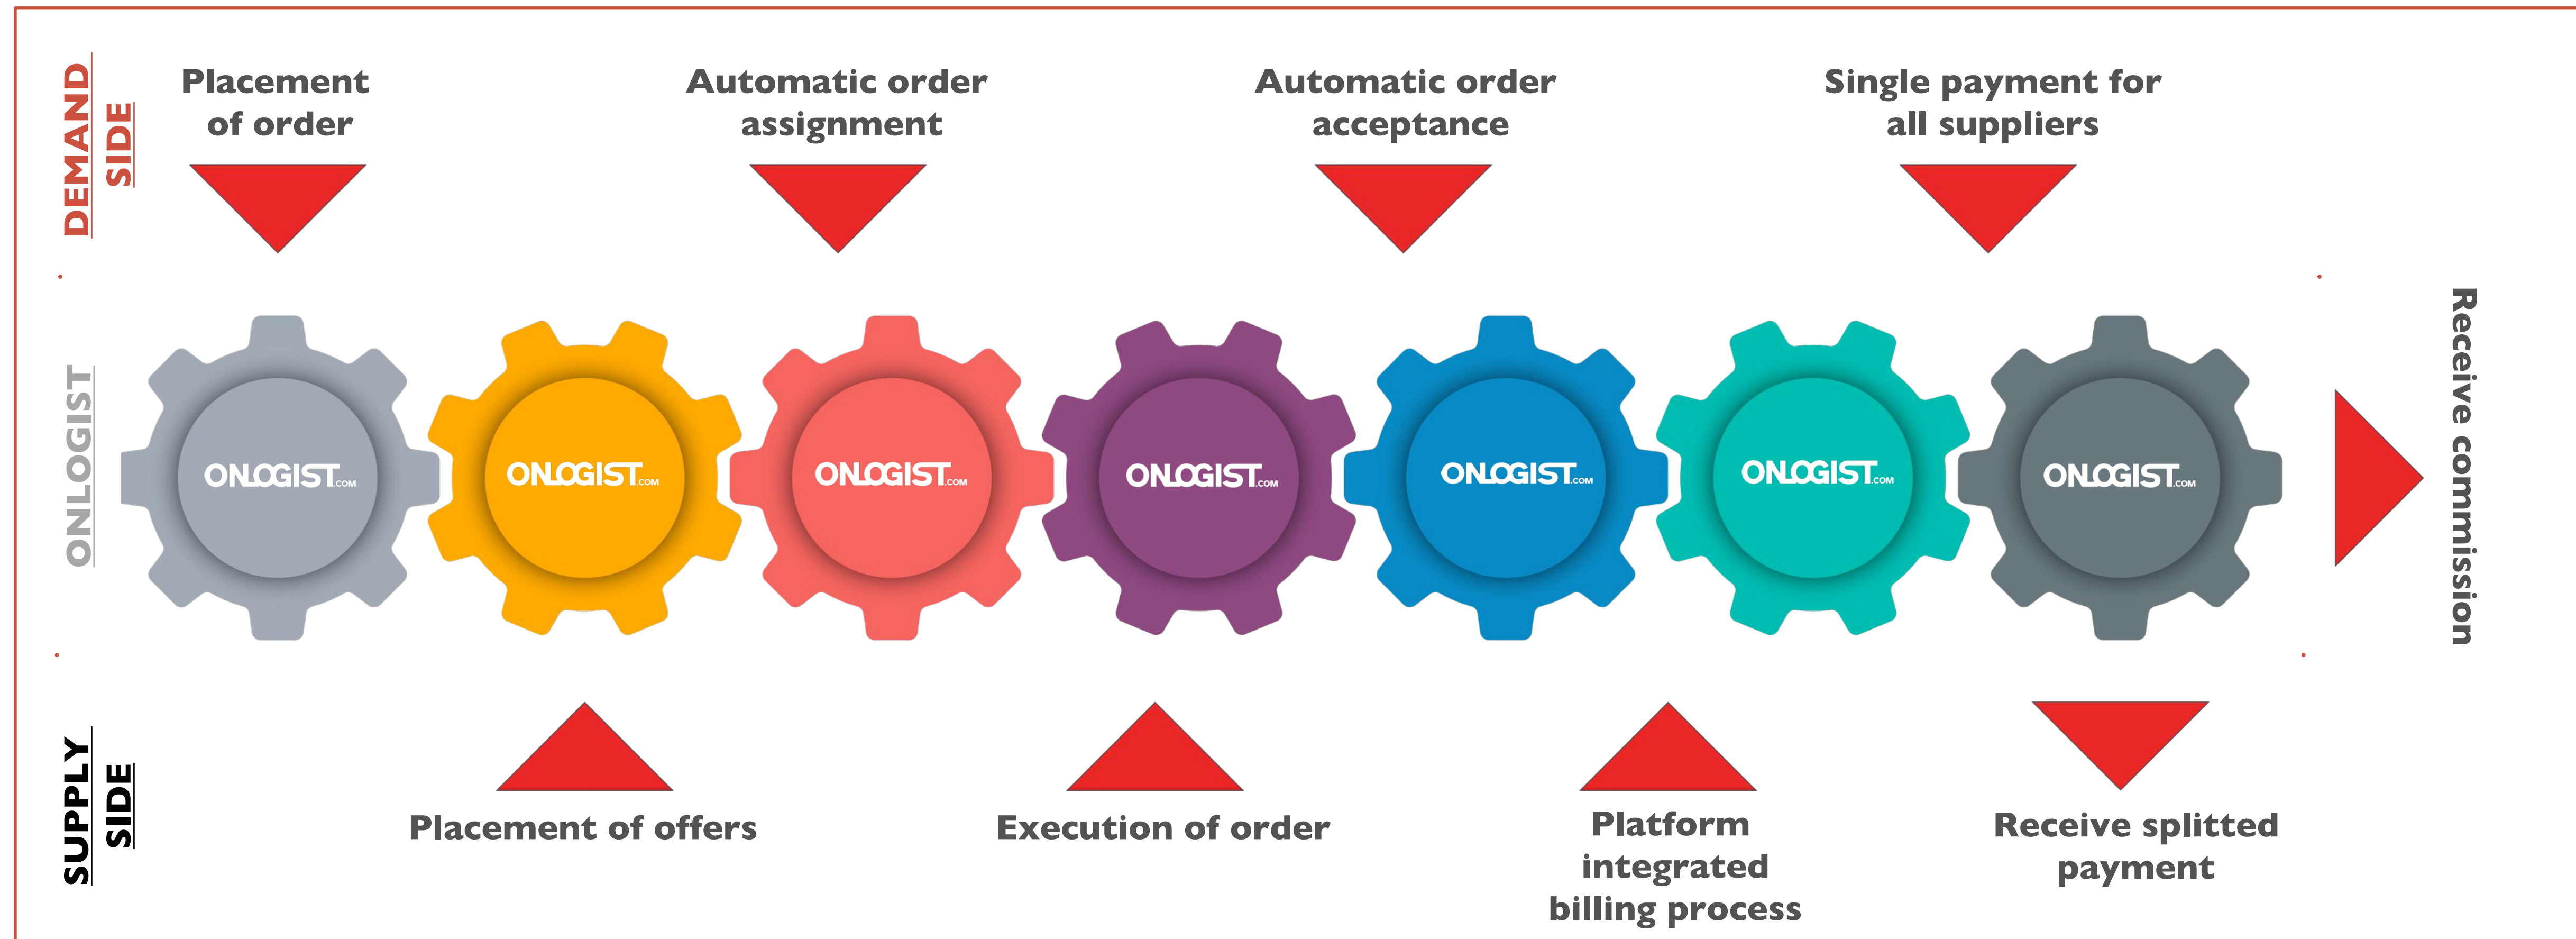 DEMAND
SIDE
Placement
of order
Automatic order
assignment
Automatic order
acceptance
Single payment for
all suppliers
ONLOGIST
ONLOGIST.COM
ONLOGIST.COM
ONLOGIST.COM
ONLOGIST.COM
ONLOGIST.COM
ONLOGIST.COM
ONLOGIST.COM
Receive commission
SUPPLY
SIDE
Placement of offers
Execution of order
Platform
integrated
billing process
Receive splitted
payment